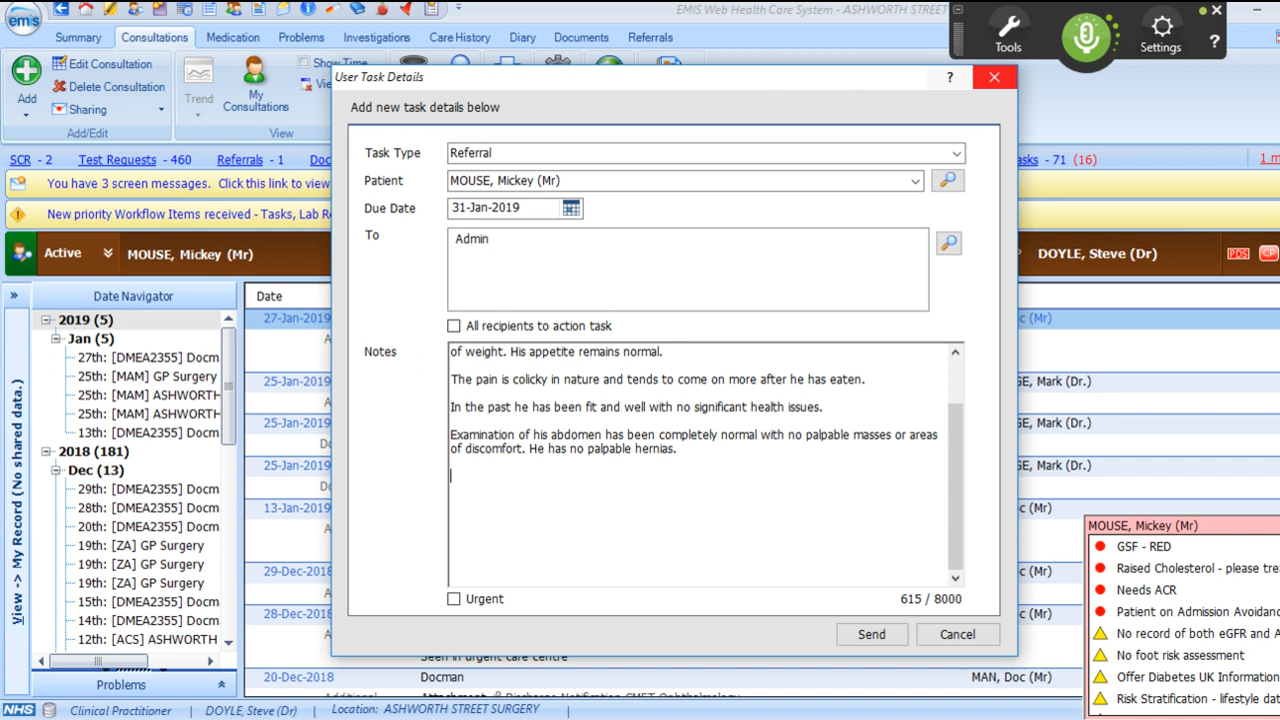 emis
EMIS Web Health Care System - ASHWORTH STREET
Tools
Settings
?
Summary
Consultations
Medication
Problems
Investigations
Care History
Diary
Documents
Referrals
Add
Edit Consultation
Delete Consultation
Sharing
Add/Edit
Trend
My
Consultations
Show Time
View
User Task Details
?
Add new task details below
SCR - 2
Test Requests - 460
Referrals - 1
- 71 (16)
You have 3 screen messages. Click this link to view
New priority Workflow Items received - Tasks, Lab
Active
MOUSE, Mickey (Mr)
DOYLE, Steve (Dr)
PDS
CP
Task Type
Referral
Patient
MOUSE, Mickey (Mr)
Due Date
31-Jan-2019
To
Admin
All recipients to action task
Notes
of weight. His appetite remains normal.
The pain is colicky in nature and tends to come on more after he has eaten.
In the past he has been fit and well with no significant health issues.
Examination of his abdomen has been completely normal with no palpable masses or areas
of discomfort. He has no palpable hernias.
Urgent
615 / 8000
Send
Cancel
»
View --> My Record (No shared data.)
Date Navigator
2019 (5)
Jan (5)
27th: [DMEA2355] Docm
25th: [MAM] GP Surgery
25th: [MAM] ASHWORTH
25th: [MAM] ASHWORTH
13th: [DMEA2355] Docm
2018 (181)
Dec (13)
29th: [DMEA2355] Docm
28th: [DMEA2355] Docm
20th: [DMEA2355] Docm
19th: [ZA] GP Surgery
19th: [ZA] GP Surgery
19th: [ZA] GP Surgery
15th: [DMEA2355] Docm
14th: [DMEA2355] Docm
12th: [ACS] ASHWORTH
Problems
Date
27-Jan-2019
(Mr)
25-Jan-2019
Mark (Dr.)
25-Jan-2019
Mark (Dr.)
25-Jan-2019
Mark (Dr.)
13-Jan-2019
(Mr)
29-Dec-2018
28-Dec-2018
Seen in urgent care centre
20-Dec-2018
Docman
MAN, Doc (Mr)
Additional
Attachment
Discharge Notification CMFT Ophthalmology
MOUSE, Mickey (Mr)
GSF - RED
Raised Cholesterol - please
Needs ACR
Patient on Admission
No record of both eGFR and
No foot risk assessment
Offer Diabetes UK Information
Risk Stratification - lifestyle
NHS
Clinical Practitioner
DOYLE, Steve (Dr)
Location: ASHWORTH STREET SURGERY